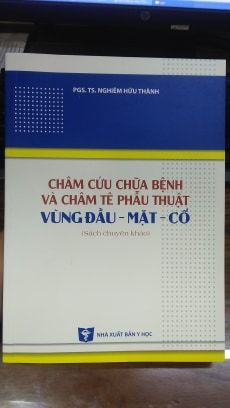 PGS. TS. NGHIÊM HỮU THÀNH
CHÂM CỨU CHỮA BỆNH
VÀ CHÂM TÊ PHẪU THUẬT
VÙNG ĐẦU - MẶT - CỔ
(Sách chuyên khảo)
NHÀ XUẤT BẢN Y HỌC